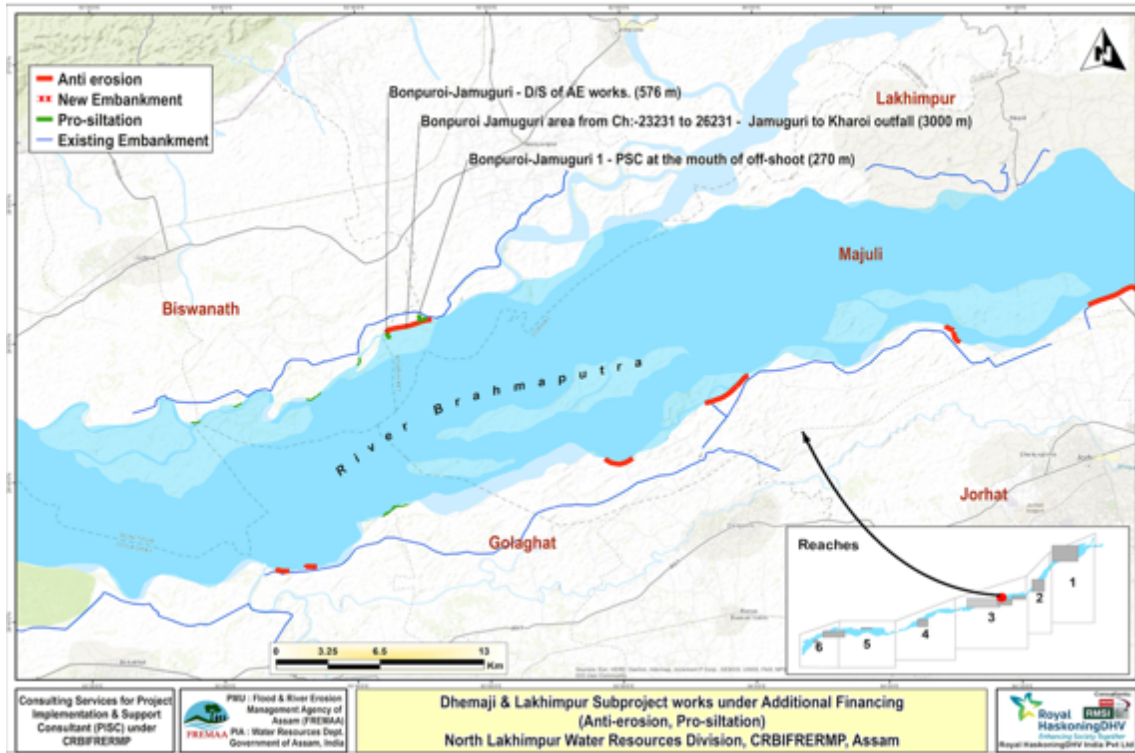 Anti erosion
New Embankment
Pro-siltation
Existing Embankment
Bonpuroi-Jamuguri - D/S of AE works. (576 m)
Bonpuroi Jamuguri area from Ch:-23231 to 26231 - Jamuguri to Kharoi outfall (3000 m)
Bonpuroi-Jamuguri 1 - PSC at the mouth of off-shoot (270 m)
N
Lakhimpur
Majuli
Biswanath
River Brahmaputra
Jorhat
Golaghat
Reaches
1
2
3
4
5
6
0 3.25 6.5 13
Km
Consulting Services for Project
Implementation & Support
Consultant (PISC) under
CRBIFRERMP
FREMAA
PMU : Flood & River Erosion
Management Agency of
Assam (FREMAA)
PIA : Water Resources Dept.
Government of Assam, India
Dhemaji & Lakhimpur Subproject works under Additional Financing
(Anti-erosion, Pro-siltation)
North Lakhimpur Water Resources Division, CRBIFRERMP, Assam
Consultants
Royal
HaskoningDHV
Enhancing Society Together
RMSI
Royal HaskoningDHV India Pvt Ltd